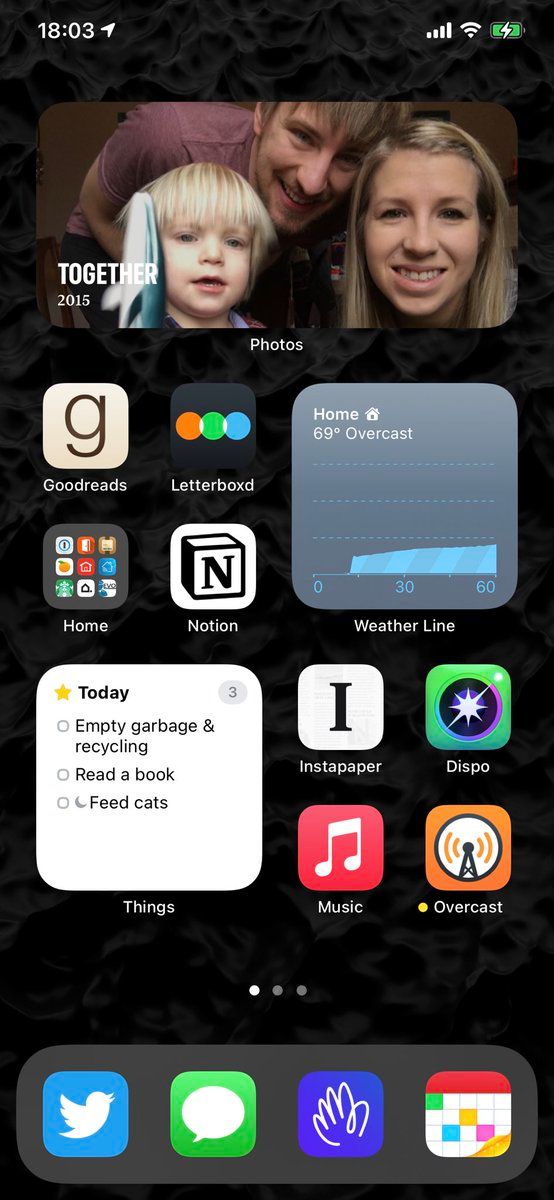 18:03
TOGETHER
2015
Photos
g
Goodreads
Letterboxd
Home
69° Overcast
0 30 60
Weather Line
Home
N
Notion
Today 3
Empty garbage &
recycling
Read a book
Feed cats
Things
I
Instapaper
Dispo
Music
Overcast